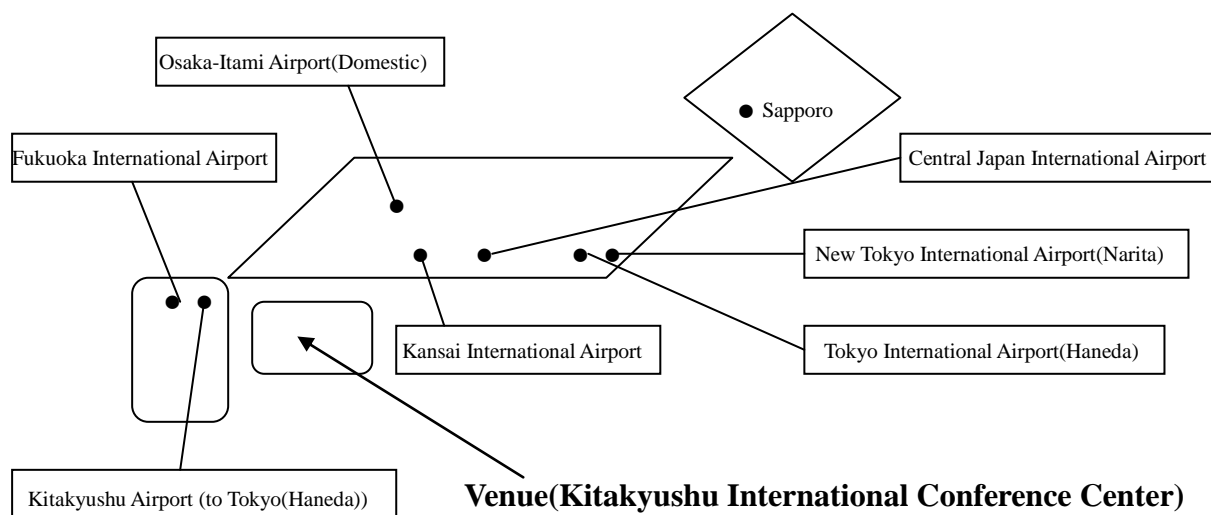 Osaka-Itami Airport(Domestic)
Sapporo
Fukuoka International Airport
Central Japan International Airport
New Tokyo International Airport(Narita)
Kansai International Airport
Tokyo International Airport(Haneda)
Kitakyushu Airport (to Tokyo(Haneda))
Venue(Kitakyushu International Conference Center)